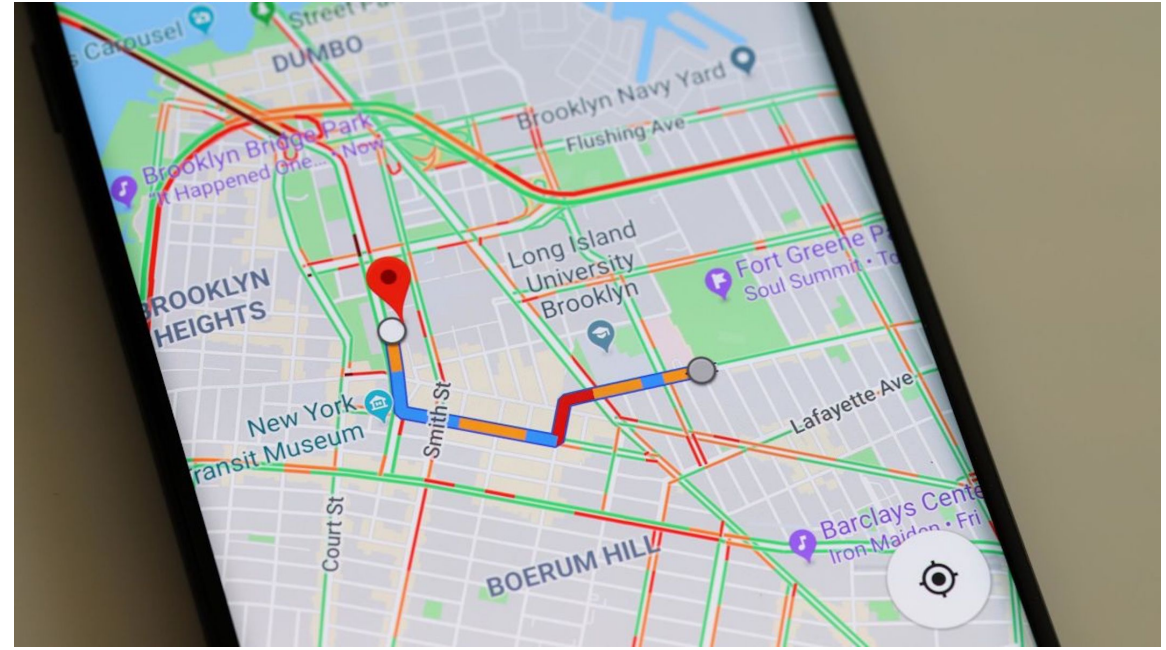 s Carousel
Street Pa
DUMBO
Brooklyn Navy Yard
Flushing Ave
Brooklyn Bridge Park
"It Happened One... • Now
Long Island
University
Brooklyn
Fort Greene Pa
Soul Summit • To
BROOKLYN
HEIGHTS
New York
Transit Museum
Smith St
Lafayette Ave
Court St
Barclays Cente
Iron Maiden • Fri
BOERUM HILL